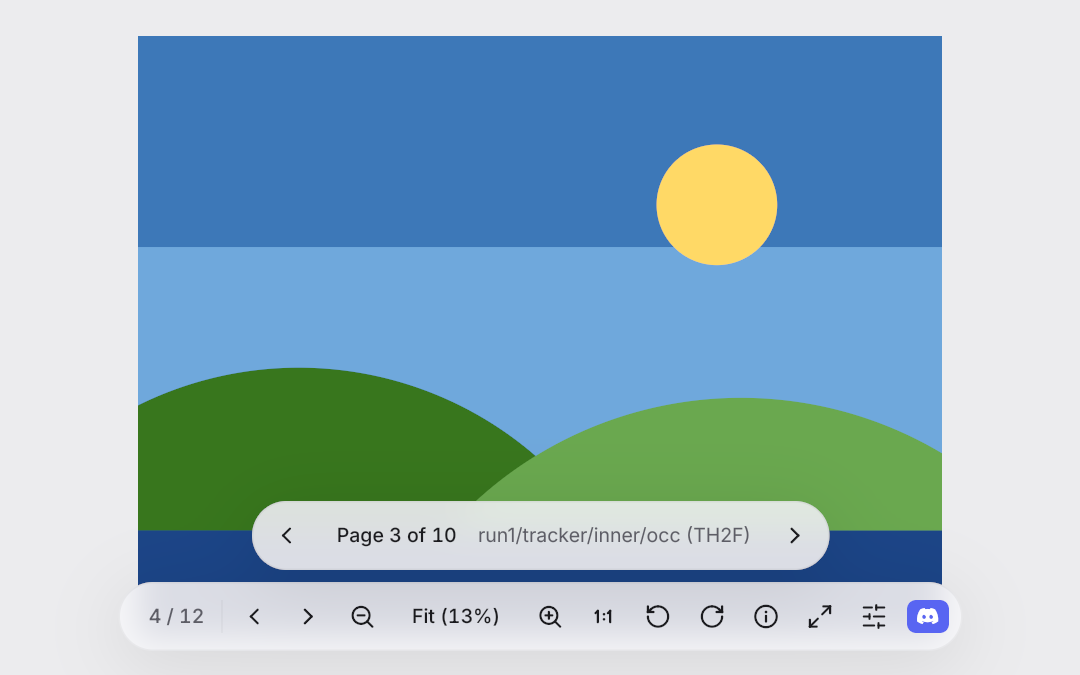 Page 3 of 10 run1/tracker/inner/occ (TH2F)
4 / 12 Fit (13%) 1:1